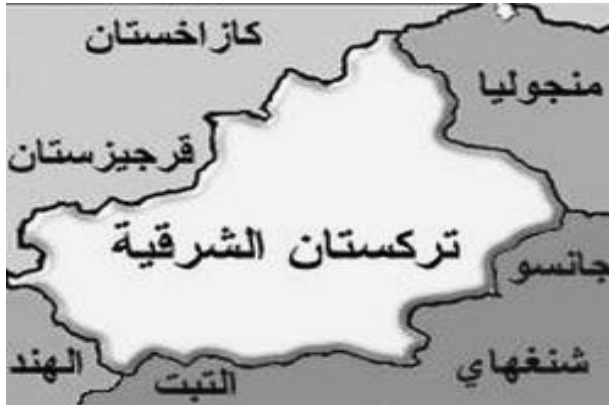 كازاخستان
منجوليا
قرجيزستان
تركستان الشرقية
جانسو
الهند
التبت
شنغهاي